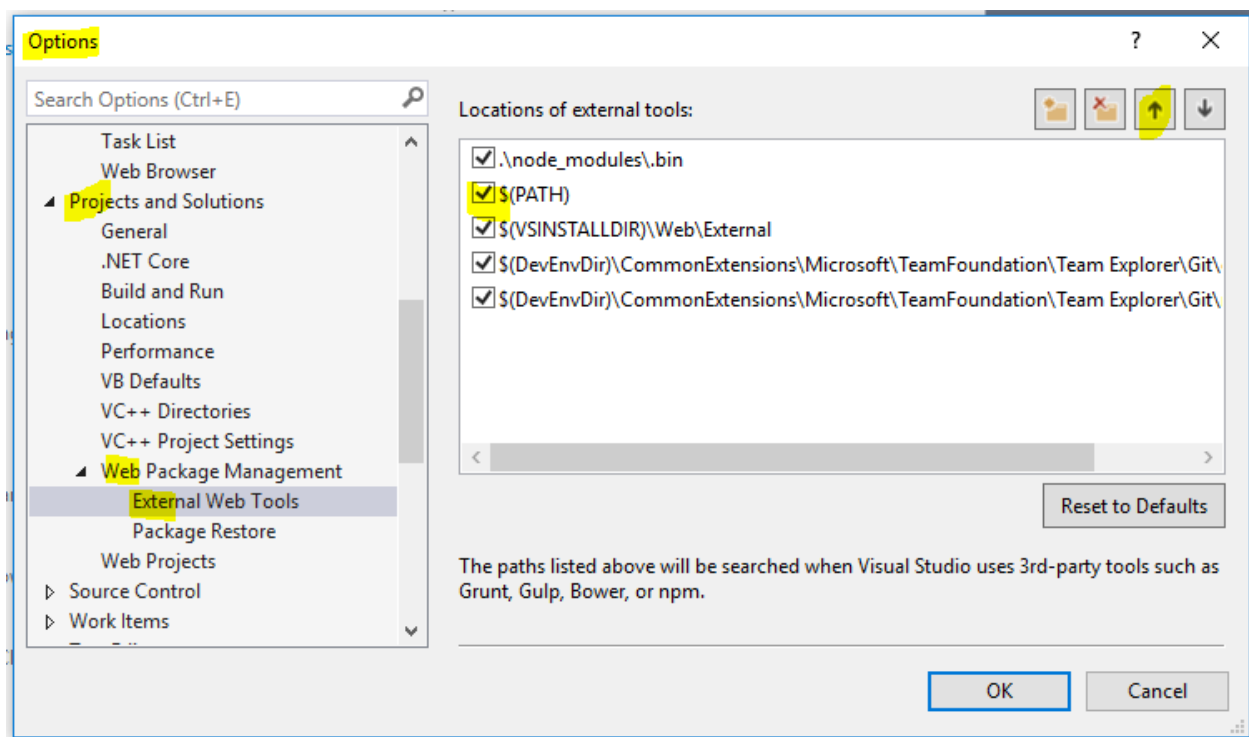 Options
?
Search Options (Ctrl+E)
Task List
Web Browser
Projects and Solutions
General
.NET Core
Build and Run
Locations
Performance
VB Defaults
VC++ Directories
VC++ Project Settings
Web Package Management
External Web Tools
Package Restore
Web Projects
Source Control
Work Items
Locations of external tools:
.\node_modules\.bin
$(PATH)
$(VSINSTALLDIR)\Web\External
$(DevEnvDir)\CommonExtensions\Microsoft\TeamFoundation\Team Explorer\Git\
$(DevEnvDir)\CommonExtensions\Microsoft\TeamFoundation\Team Explorer\Git\
Reset to Defaults
The paths listed above will be searched when Visual Studio uses 3rd-party tools such as
Grunt, Gulp, Bower, or npm.
OK
Cancel